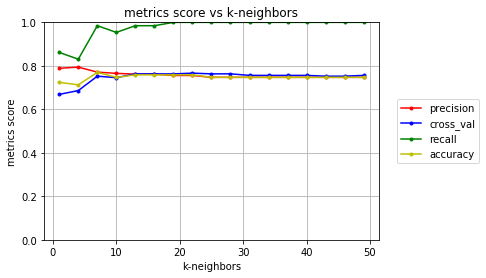 metrics score vs k-neighbors
1.0
0.8
0.6
0.4
0.2
0.0
metrics score
0
10
20
30
40
50
k-neighbors
precision
cross_val
recall
accuracy